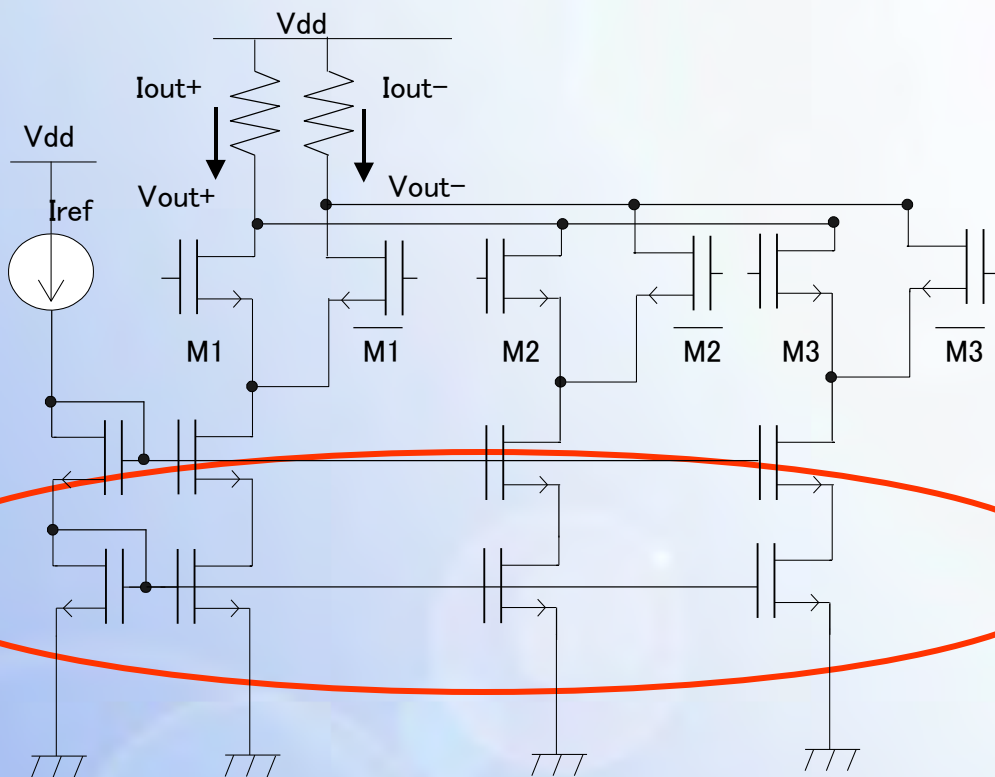 Vdd
Iout+ Iout−
Vdd
Vout+ Vout−
Iref
M1 M1 M2 M2 M3 M3